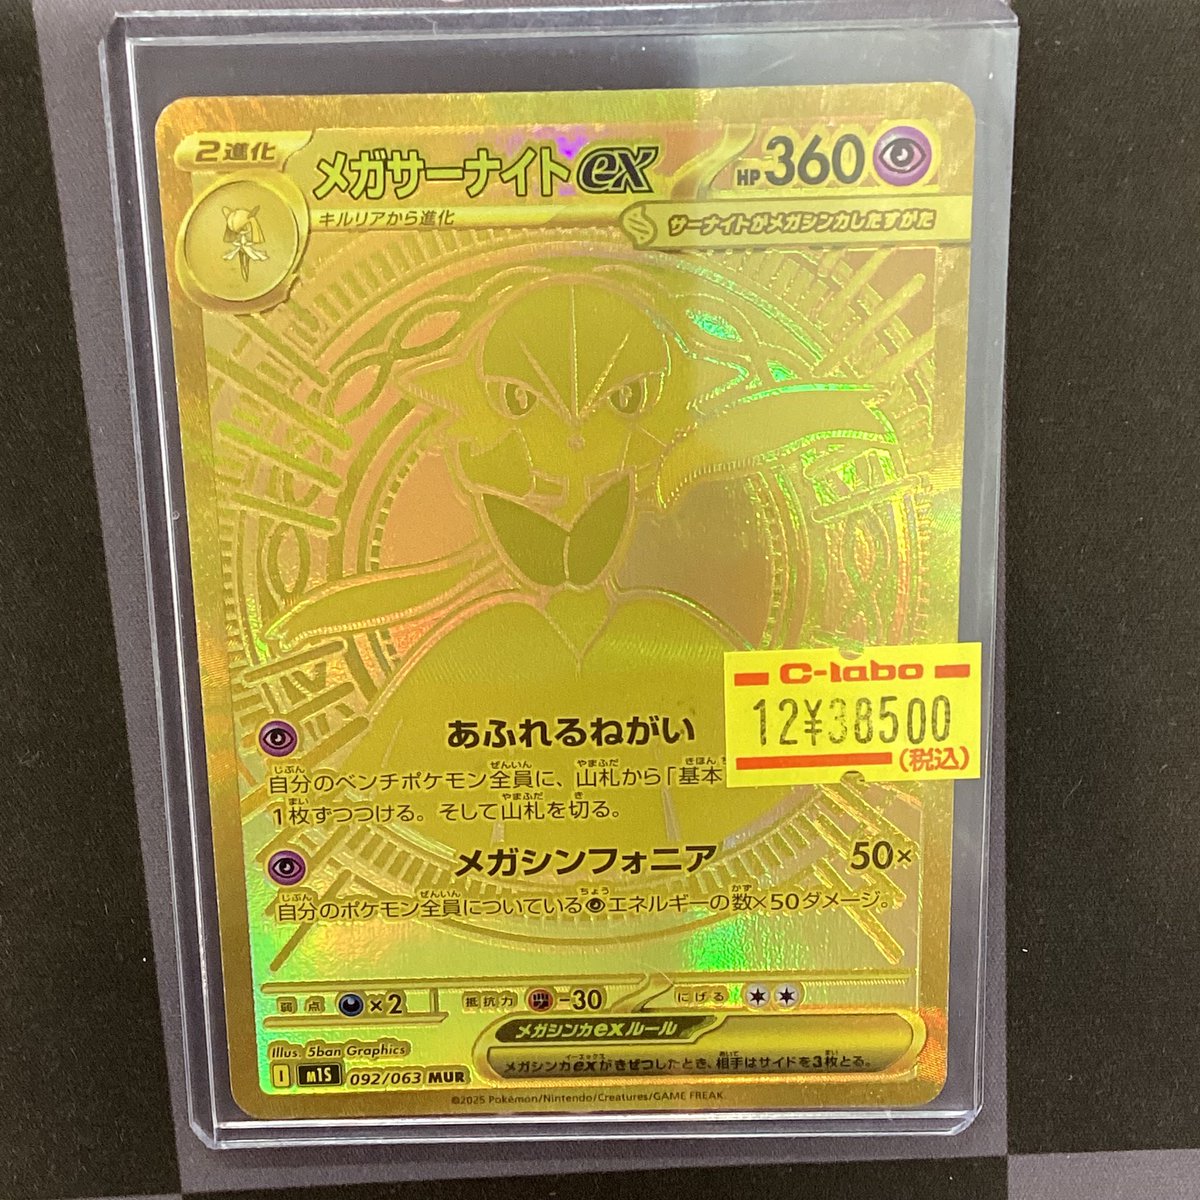 2進化
メガサーナイトex
HP360
キルリアから進化
サーナイトがメガシンカしたすがた
C-labo
12¥38500
(税込)
あふれるねがい
自分のベンチポケモン全員に、山札から「基本
1枚ずつつける。そして山札を切る。
メガシンフォニア 50×
自分のポケモン全員についているエネルギーの数×50ダメージ。
弱点 ×2 抵抗力 -30 にげる
メガシンカexルール
メガシンカexがきぜつしたとき、相手はサイドを3枚とる。
Illus. 5ban Graphics
I M1S 092/063 MUR
©2025 Pokémon/Nintendo/Creatures/GAME FREAK.